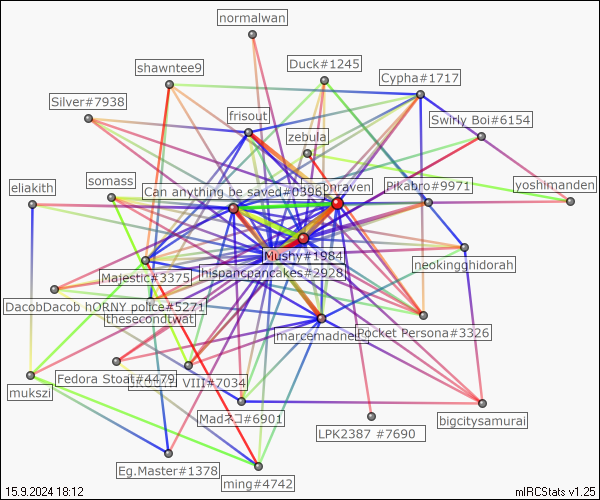 normalwan
Duck#1245
shawntee9
Cypha#1717
Silver#7938
frisout
Swirly Boi#6154
zebula
eliakith
somass
Can anything be saved#0396
onraven
Pikabro#9971
yoshimanden
Mushy#1984
neokingghidorah
Majestic#3375
hispancpancakes#2928
DacobDacob hORNY police#5271
thesecondtwat
marcemadne
Pocket Persona#3326
Fedora Stoat#4479
VIII#7034
mukszi
Madネコ#6901
bigcitysamurai
LPK2387 #7690
Eg.Master#1378
ming#4742
15.9.2024 18:12
mIRCStats v1.25